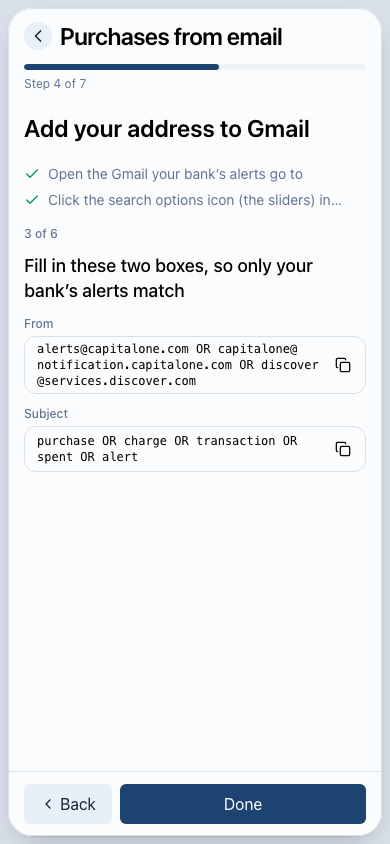 Purchases from email
Step 4 of 7
Add your address to Gmail
Open the Gmail your bank’s alerts go to
Click the search options icon (the sliders) in…
3 of 6
Fill in these two boxes, so only your
bank’s alerts match
From
alerts@capitalone.com OR capitalone@
notification.capitalone.com OR discover
@services.discover.com
Subject
purchase OR charge OR transaction OR
spent OR alert
Back
Done